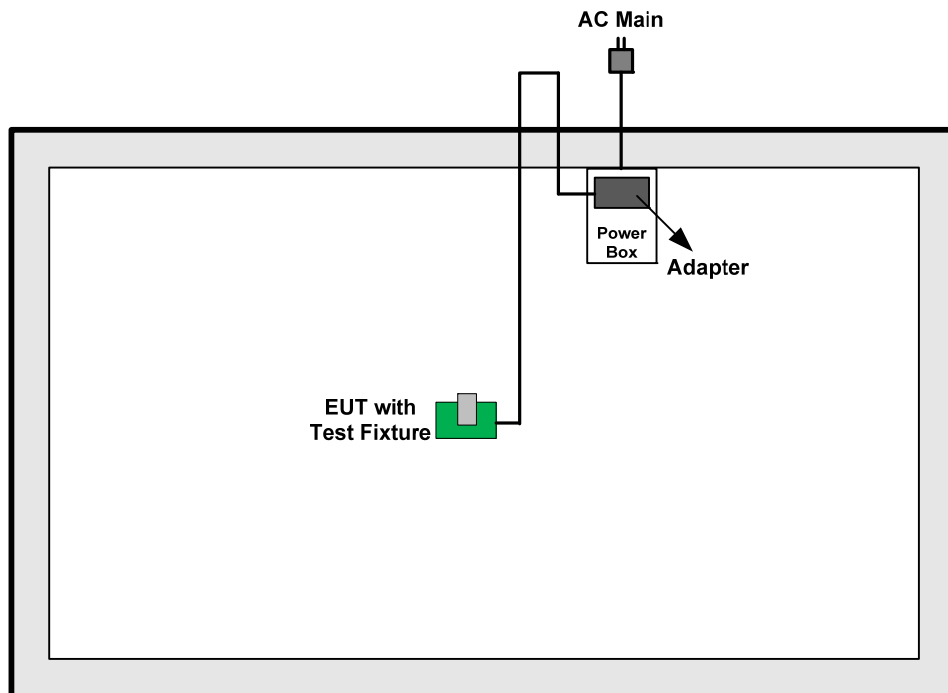 AC Main
Power
Box
Adapter
EUT with
Test Fixture